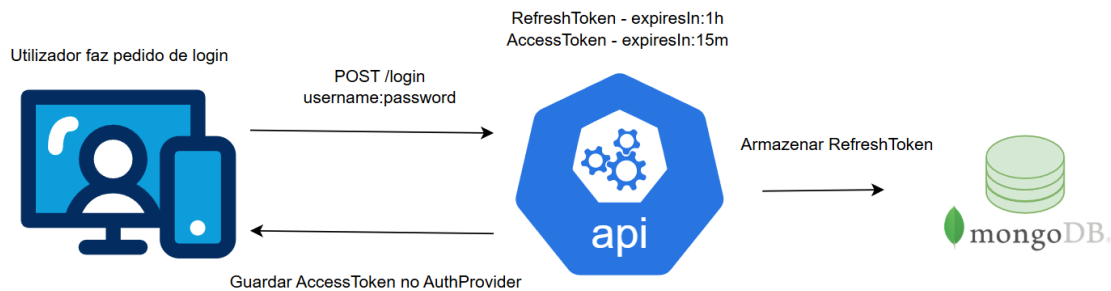 RefreshToken - expiresIn:1h
AccessToken - expiresIn:15m
Utilizador faz pedido de login
POST /login
username:password
Armazenar RefreshToken
api
mongoDB.
Guardar AccessToken no AuthProvider